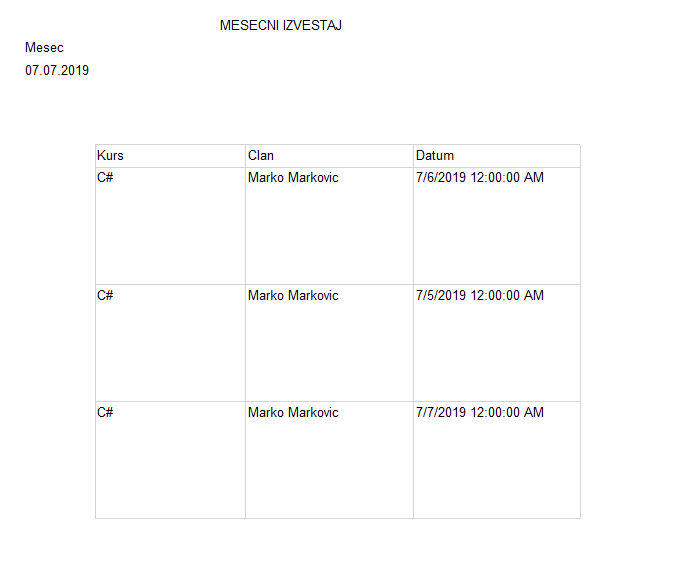 MESECNI IZVESTAJ
Mesec
07.07.2019
Kurs Clan Datum
C# Marko Markovic 7/6/2019 12:00:00 AM
C# Marko Markovic 7/5/2019 12:00:00 AM
C# Marko Markovic 7/7/2019 12:00:00 AM